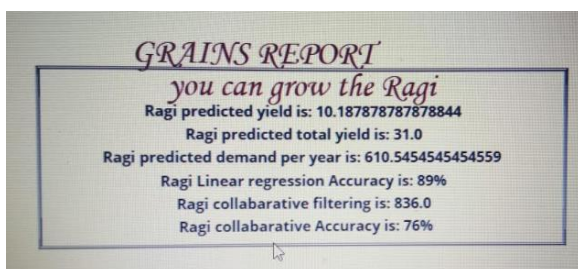 GRAINS REPORT
you can grow the Ragi
Ragi predicted yield is: 10.187878787878844
Ragi predicted total yield is: 31.0
Ragi predicted demand per year is: 610.5454545454559
Ragi Linear regression Accuracy is: 89%
Ragi collabarative filtering is: 836.0
Ragi collabarative Accuracy is: 76%